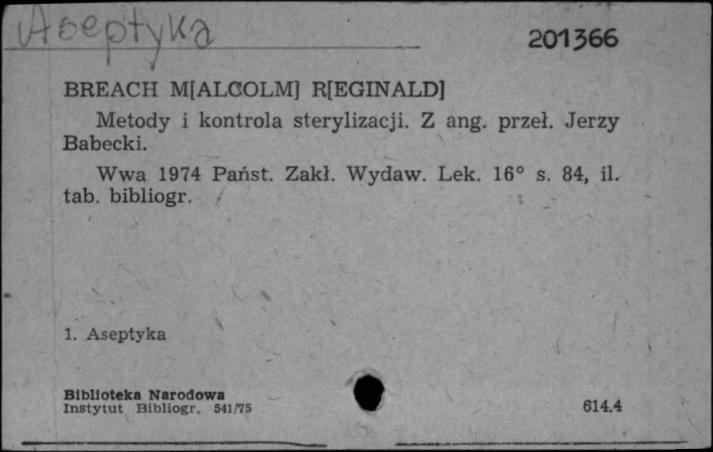 Aseptyka
201366
BREACH M[ALCOLM] R[EGINALD]
Metody i kontrola sterylizacji. Z ang. przeł. Jerzy
Babecki.
Wwa 1974 Państ. Zakł. Wydaw. Lek. 16° s. 84, il.
tab. bibliogr.
1. Aseptyka
Biblioteka Narodowa
Instytut Bibliogr. 541/75
614.4